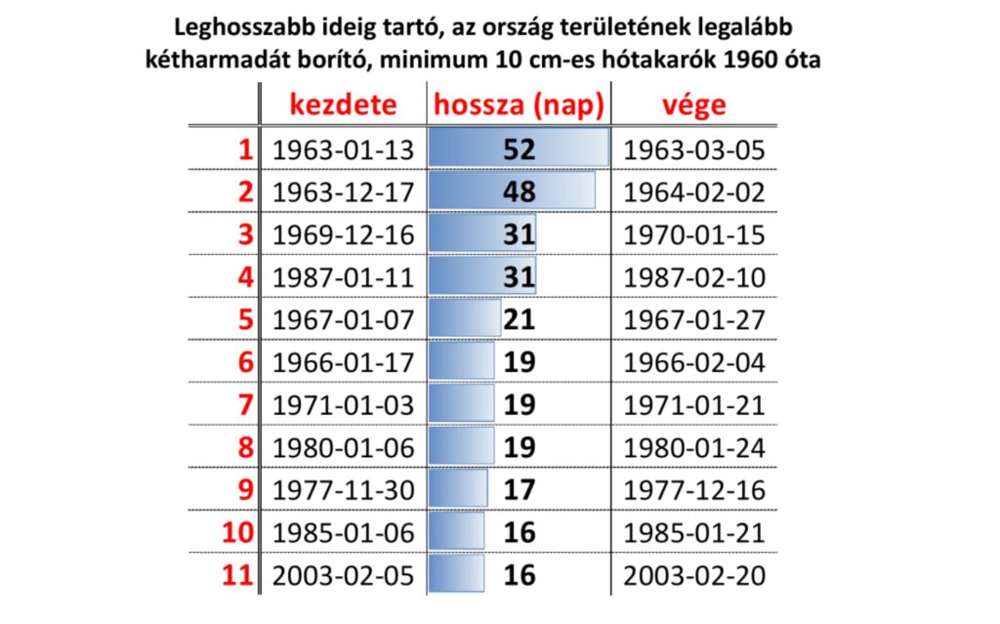 Leghosszabb ideig tartó, az ország területének legalább
kétharmadát borító, minimum 10 cm-es hótakarók 1960 óta
kezdete hossza (nap) vége
1 1963-01-13 52 1963-03-05
2 1963-12-17 48 1964-02-02
3 1969-12-16 31 1970-01-15
4 1987-01-11 31 1987-02-10
5 1967-01-07 21 1967-01-27
6 1966-01-17 19 1966-02-04
7 1971-01-03 19 1971-01-21
8 1980-01-06 19 1980-01-24
9 1977-11-30 17 1977-12-16
10 1985-01-06 16 1985-01-21
11 2003-02-05 16 2003-02-20